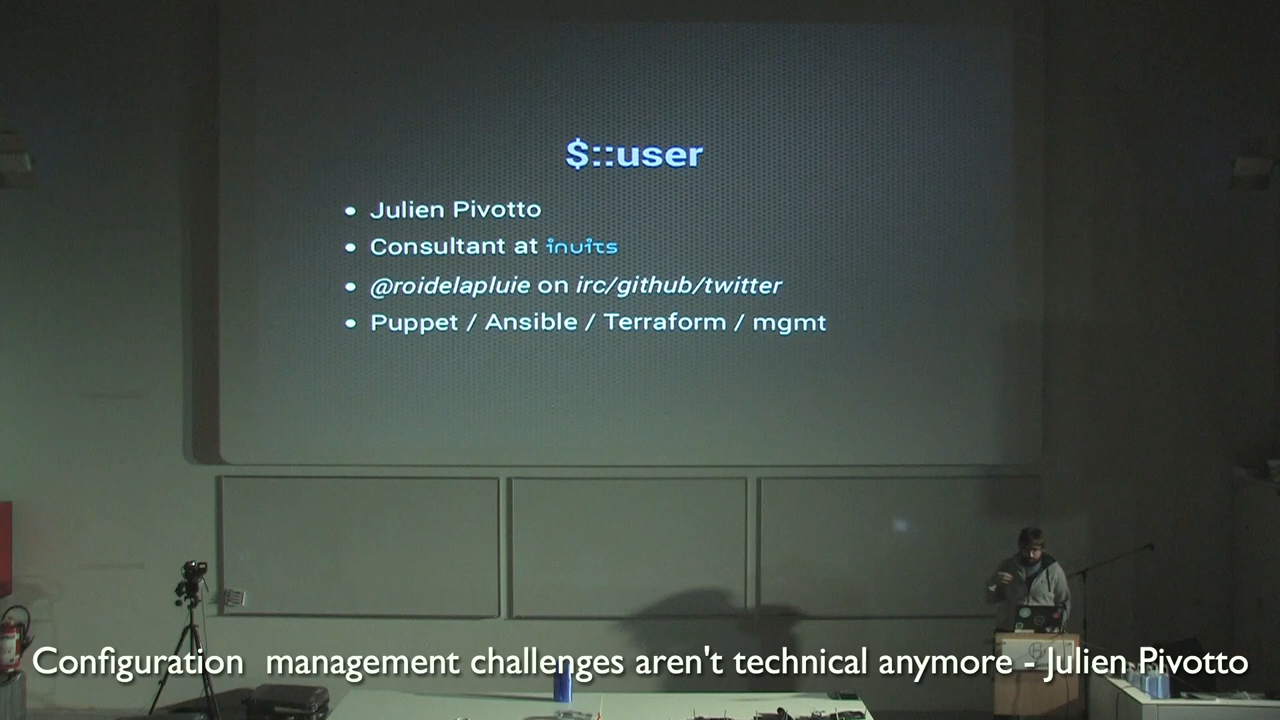 $::user
• Julien Pivotto
• Consultant at inuits
• @roidelapluie on irc/github/twitter
• Puppet / Ansible / Terraform / mgmt
Configuration  management challenges aren't technical anymore - Julien Pivotto